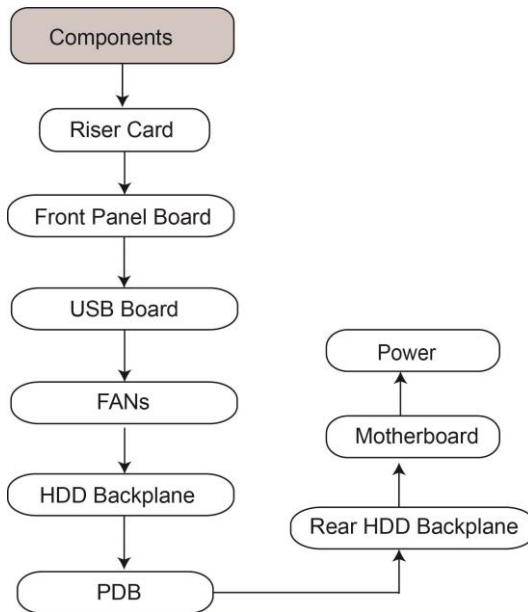 Components
Riser Card
Front Panel Board
USB Board
FANs
HDD Backplane
PDB
Rear HDD Backplane
Motherboard
Power